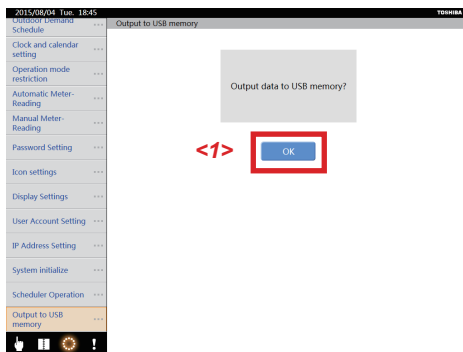 2015/08/04 Tue. 18:45
TOSHIBA
Outdoor Demand
Schedule
Output to USB memory
Clock and calendar
setting
Operation mode
restriction
Automatic Meter-
Reading
Manual Meter-
Reading
Password Setting
Icon settings
Display Settings
User Account Setting
IP Address Setting
System initialize
Scheduler Operation
Output to USB
memory
Output data to USB memory?
<1>
OK